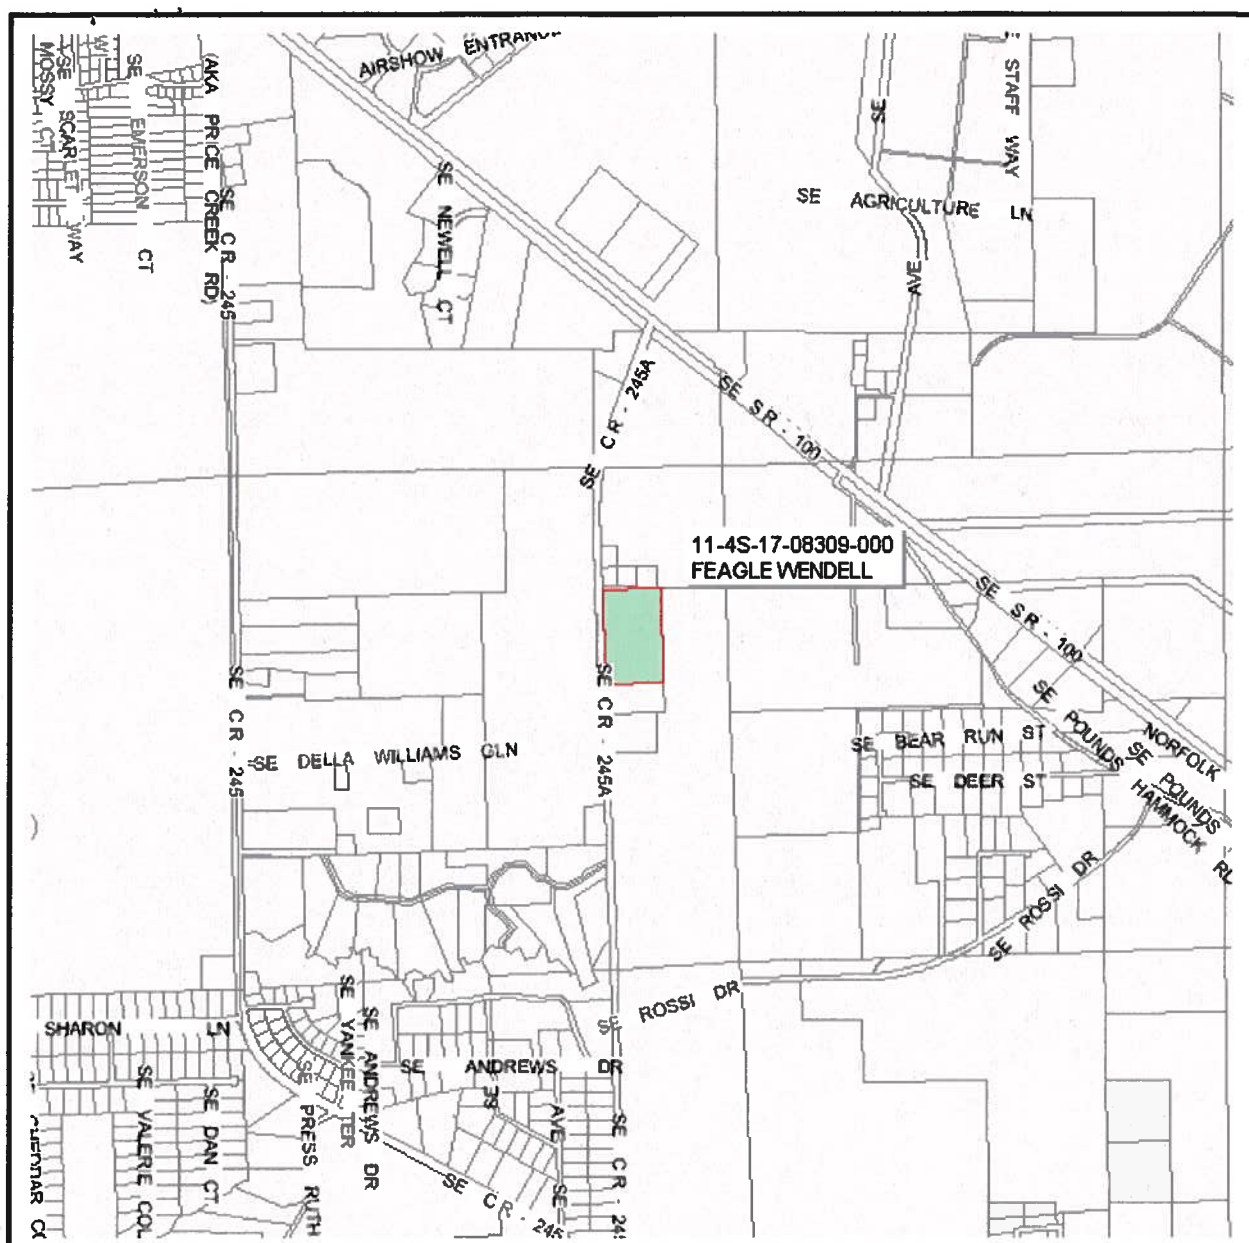 AIRSHOW ENTRANCE
SE STAFF WAY
SE
SE AGRICULTURE LN
AVE
MOSSY CT
SE SCARLET WAY
SE EMERSON CT
(AKA PRICE CREEK RD)
SE CR - 245
SE NEWELL CT
SE CR - 245A
SE SR - 100
11-4S-17-08309-000
FEAGLE WENDELL
SE SR - 100
SE CR - 245
SE CR - 245A
SE DELLA WILLIAMS GLN
SE BEAR RUN ST
SE DEER ST
SE POUNDS
NORFOLK
SE POUNDS
HAMMOCK
SE ROSSI DR
SE ROSSI DR
SHARON LN
SE YANKEE TER
SE ANDREWS DR
SE ANDREWS DR
SE VALERIE
SE DAN CT
SE PRESS RUTH
SE AVE
SE
SE CR - 245
SE CR - 245